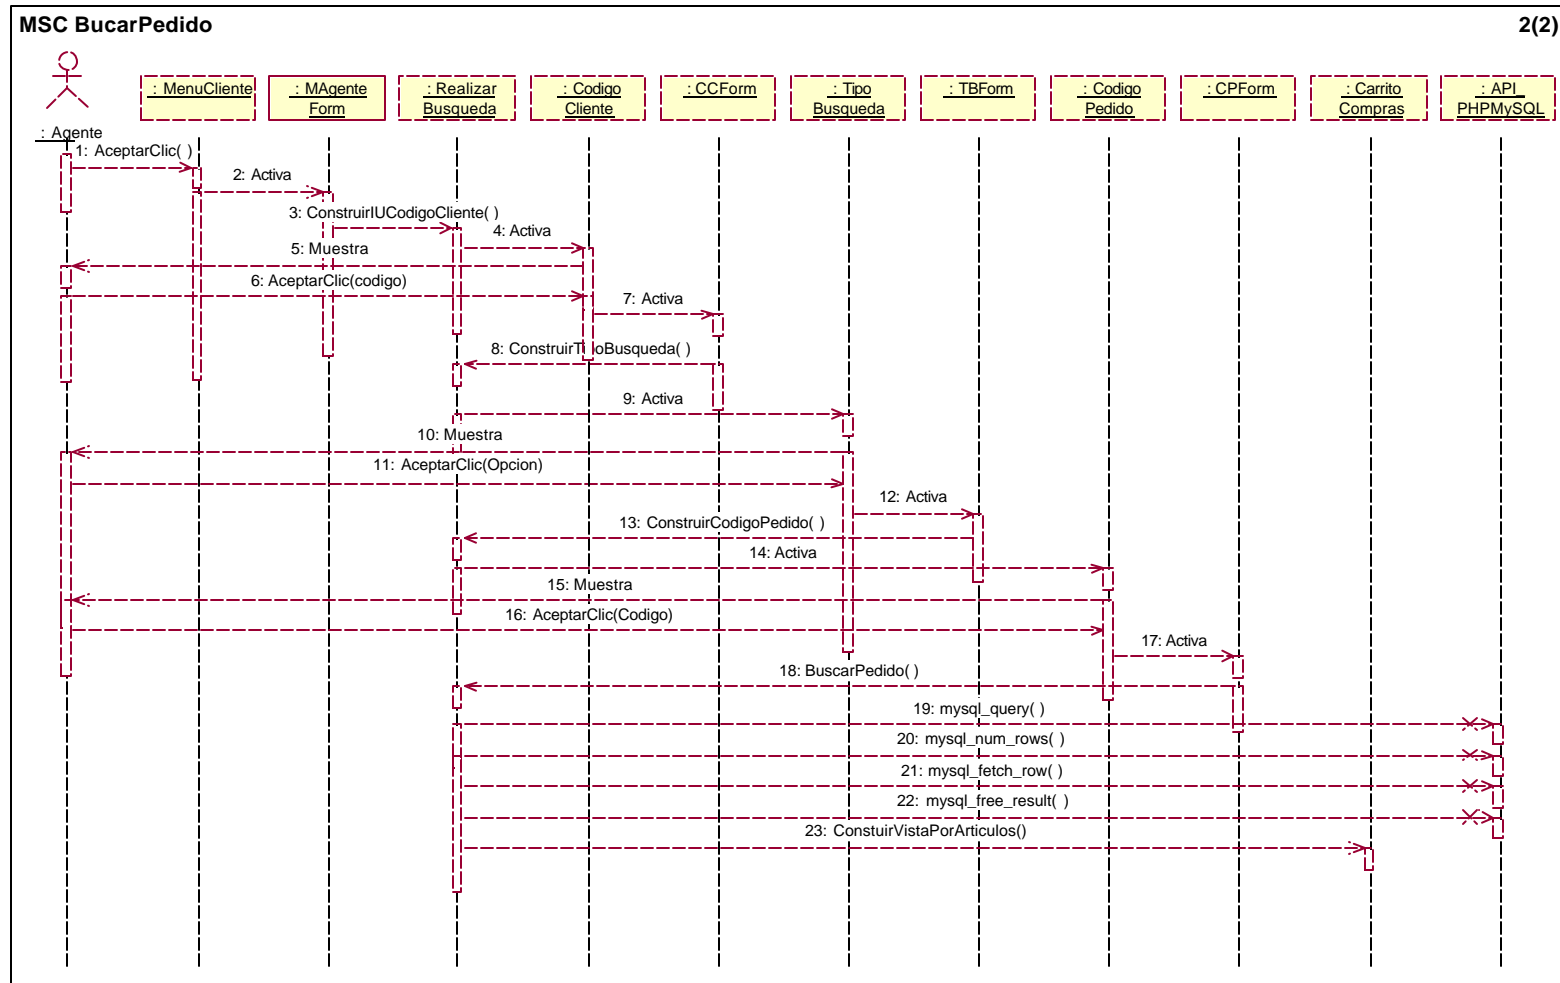 MSC BucarPedido
2(2)
: Agente
: MenuCliente
: MAgente
Form
: Realizar
Busqueda
: Codigo
Cliente
: CCForm
: Tipo
Busqueda
: TBForm
: Codigo
Pedido
: CPForm
: Carrito
Compras
: API_
PHPMySQL
1: AceptarClic( )
2: Activa
3: ConstruirIUCodigoCliente( )
4: Activa
5: Muestra
6: AceptarClic(codigo)
7: Activa
8: ConstruirTipoBusqueda( )
9: Activa
10: Muestra
11: AceptarClic(Opcion)
12: Activa
13: ConstruirCodigoPedido( )
14: Activa
15: Muestra
16: AceptarClic(Codigo)
17: Activa
18: BuscarPedido( )
19: mysql_query( )
20: mysql_num_rows( )
21: mysql_fetch_row( )
22: mysql_free_result( )
23: ConstuirVistaPorArticulos()